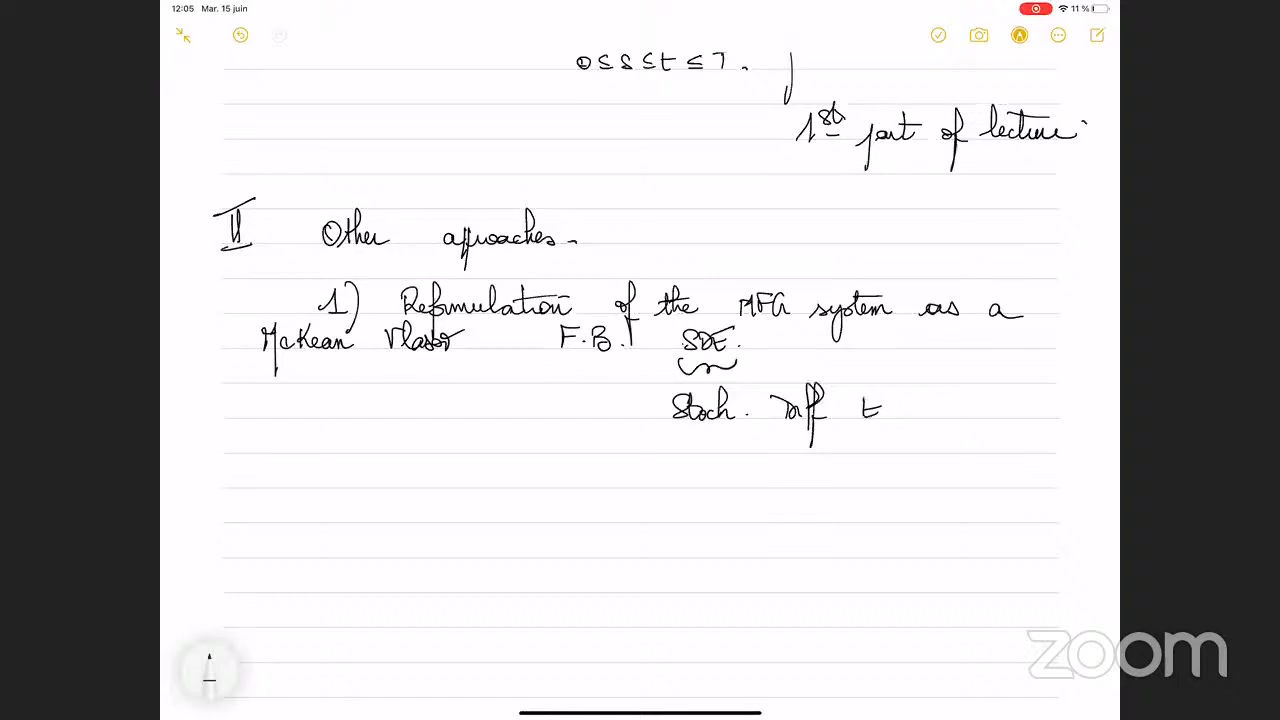 12:05 Mar. 15 juin 11 %
0 ≤ s ≤ t ≤ T.
1st part of lecture.
II Other approaches.
1) Reformulation of the MFG system as a
McKean Vlasov F.B. SDE.
Stoch. Diff E
zoom